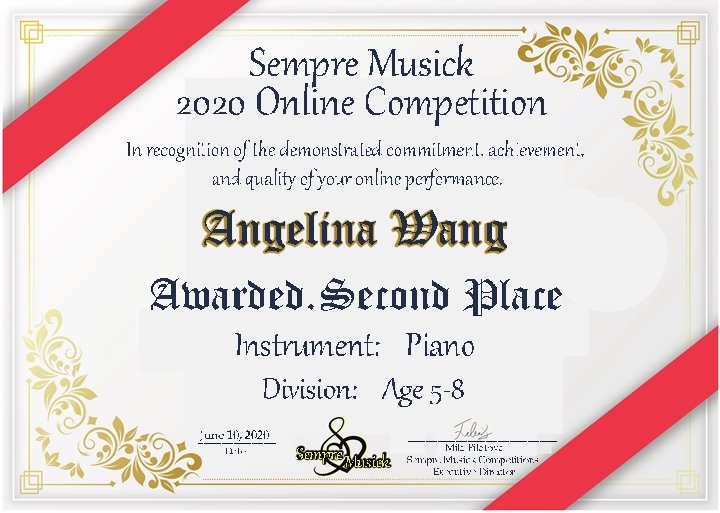 Sempre Musick
2020 Online Competition
In recognition of the demonstrated commitment, achievement,
and quality of your online performance.
Angelina Wang
Awarded.Second Place
Instrument: Piano
Division: Age 5-8
June 10, 2020
Date
Sempre Musick
Mila
Sempre Musick Competitions
Executive Director